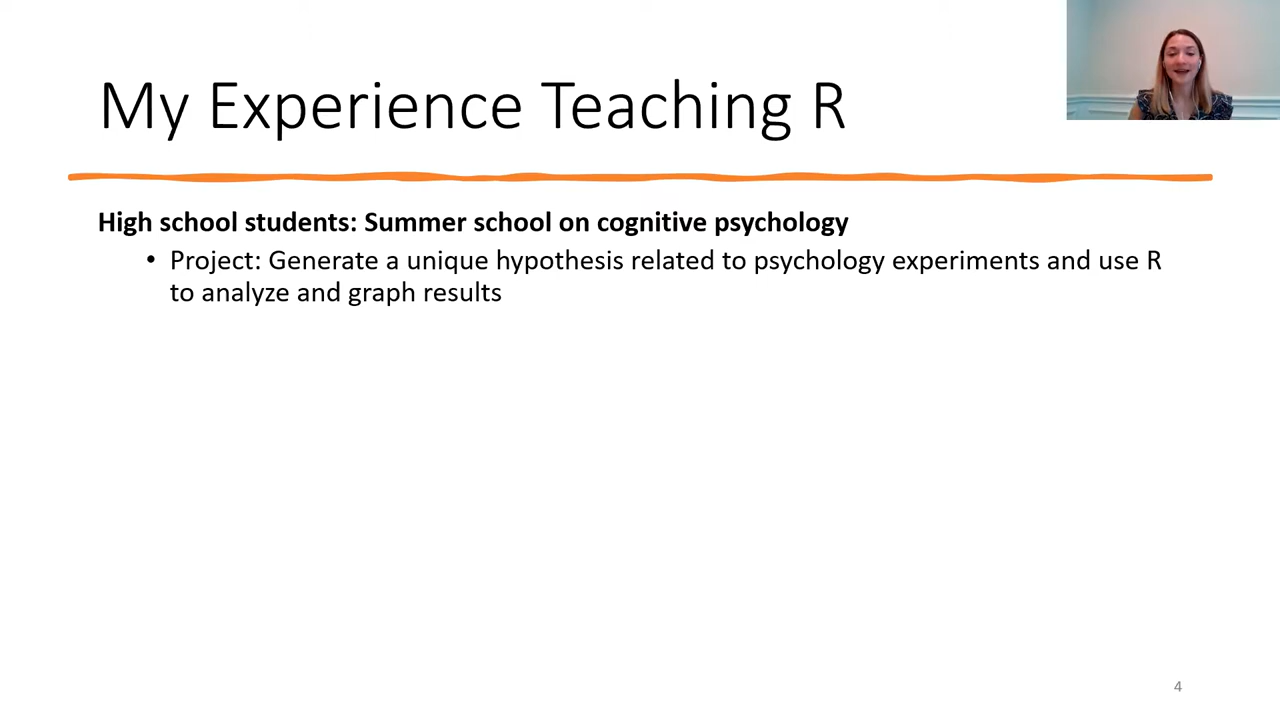 My Experience Teaching R
High school students: Summer school on cognitive psychology
• Project: Generate a unique hypothesis related to psychology experiments and use R
to analyze and graph results
4